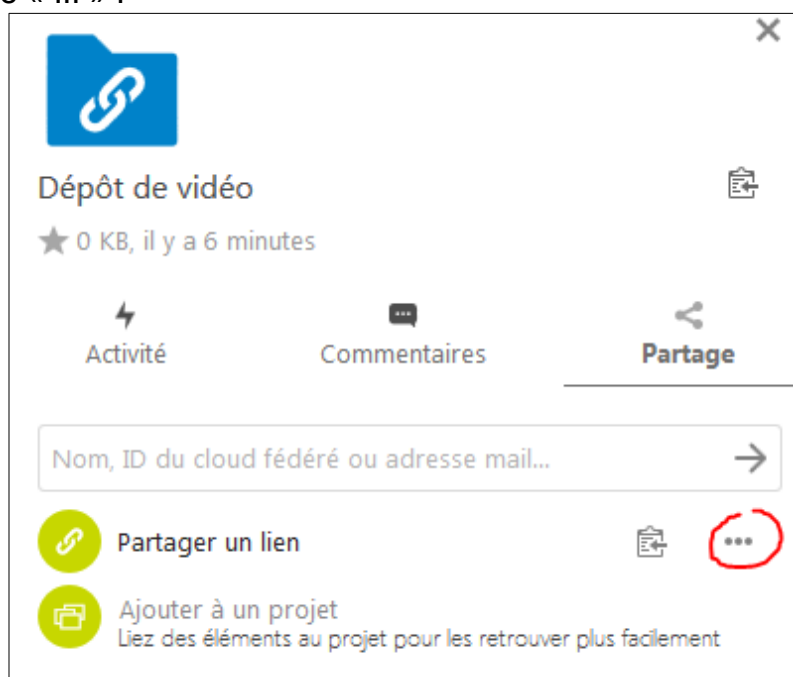 Dépôt de vidéo
0 KB, il y a 6 minutes
Activité
Commentaires
Partage
Nom, ID du cloud fédéré ou adresse mail...
Partager un lien
Ajouter à un projet
Liez des éléments au projet pour les retrouver plus facilement